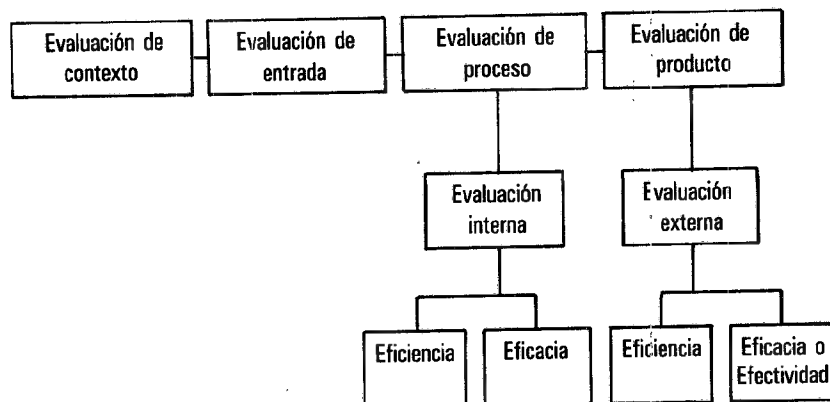 Evaluación de
contexto
Evaluación de
entrada
Evaluación de
proceso
Evaluación de
producto
Evaluación
interna
Evaluación
externa
Eficiencia
Eficacia
Eficiencia
Eficacia o
Efectividad